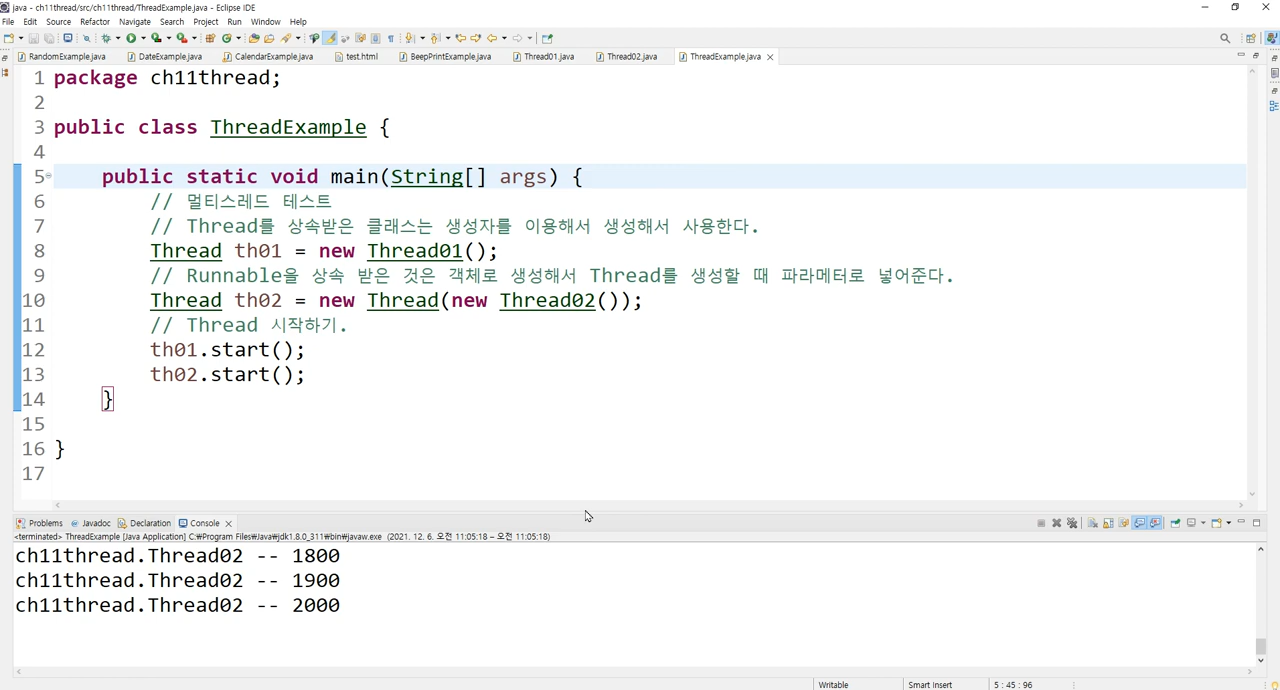 java - ch11thread/src/ch11thread/ThreadExample.java - Eclipse IDE
File Edit Source Refactor Navigate Search Project Run Window Help
RandomExample.java DateExample.java CalendarExample.java test.html BeepPrintExample.java Thread01.java Thread02.java ThreadExample.java
1 package ch11thread;
2
3 public class ThreadExample {
4
5 public static void main(String[] args) {
6 // 멀티스레드 테스트
7 // Thread를 상속받은 클래스는 생성자를 이용해서 생성해서 사용한다.
8 Thread th01 = new Thread01();
9 // Runnable을 상속 받은 것은 객체로 생성해서 Thread를 생성할 때 파라메터로 넣어준다.
10 Thread th02 = new Thread(new Thread02());
11 // Thread 시작하기.
12 th01.start();
13 th02.start();
14 }
15
16 }
17
Problems Javadoc Declaration Console
<terminated> ThreadExample [Java Application] C:₩Program Files₩Java₩jdk1.8.0_311₩bin₩javaw.exe (2021. 12. 6. 오전 11:05:18 – 오전 11:05:18)
ch11thread.Thread02 -- 1800
ch11thread.Thread02 -- 1900
ch11thread.Thread02 -- 2000
Writable Smart Insert 5 : 45 : 96